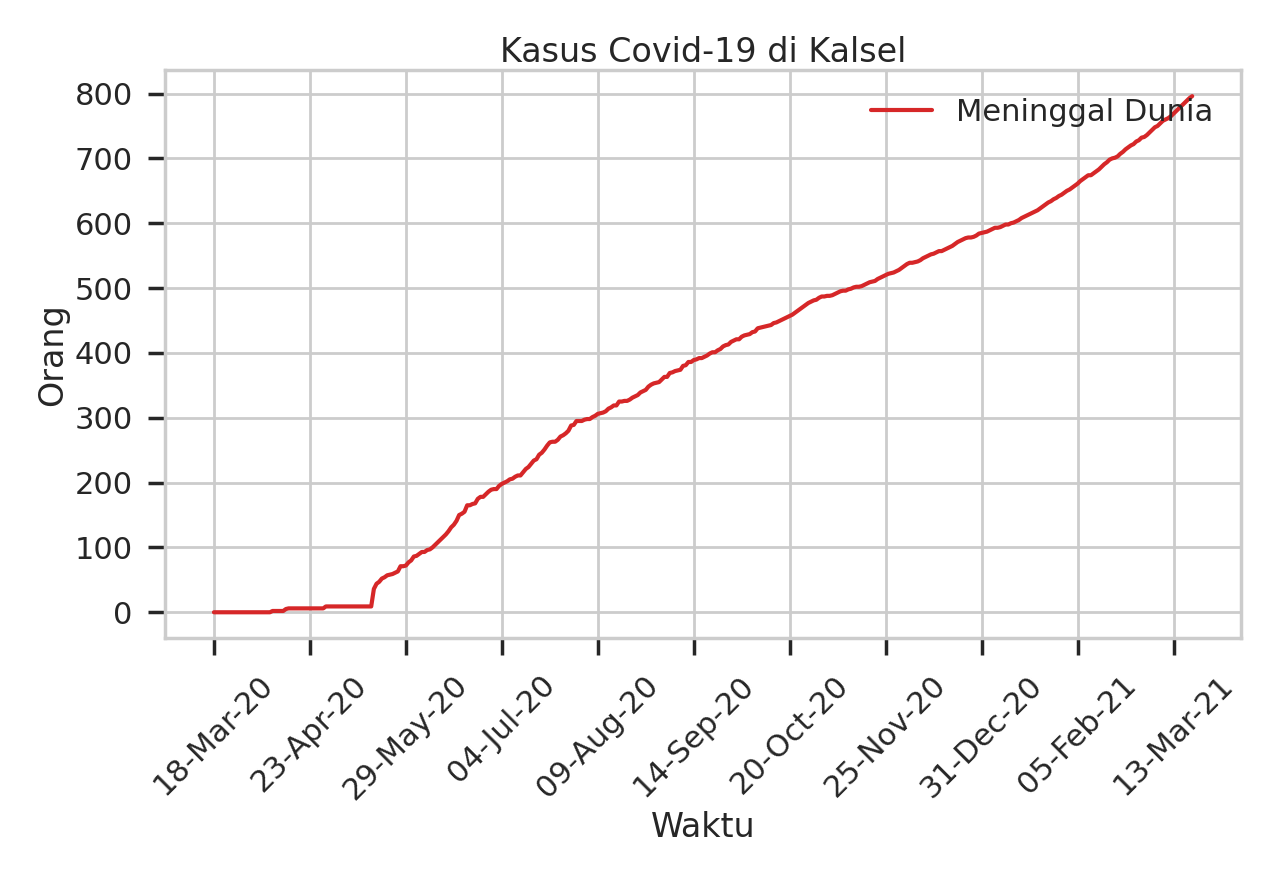 Kasus Covid-19 di Kalsel
Meninggal Dunia
800
700
600
500
400
300
200
100
0
Orang
18-Mar-20
23-Apr-20
29-May-20
04-Jul-20
09-Aug-20
14-Sep-20
20-Oct-20
25-Nov-20
31-Dec-20
05-Feb-21
13-Mar-21
Waktu